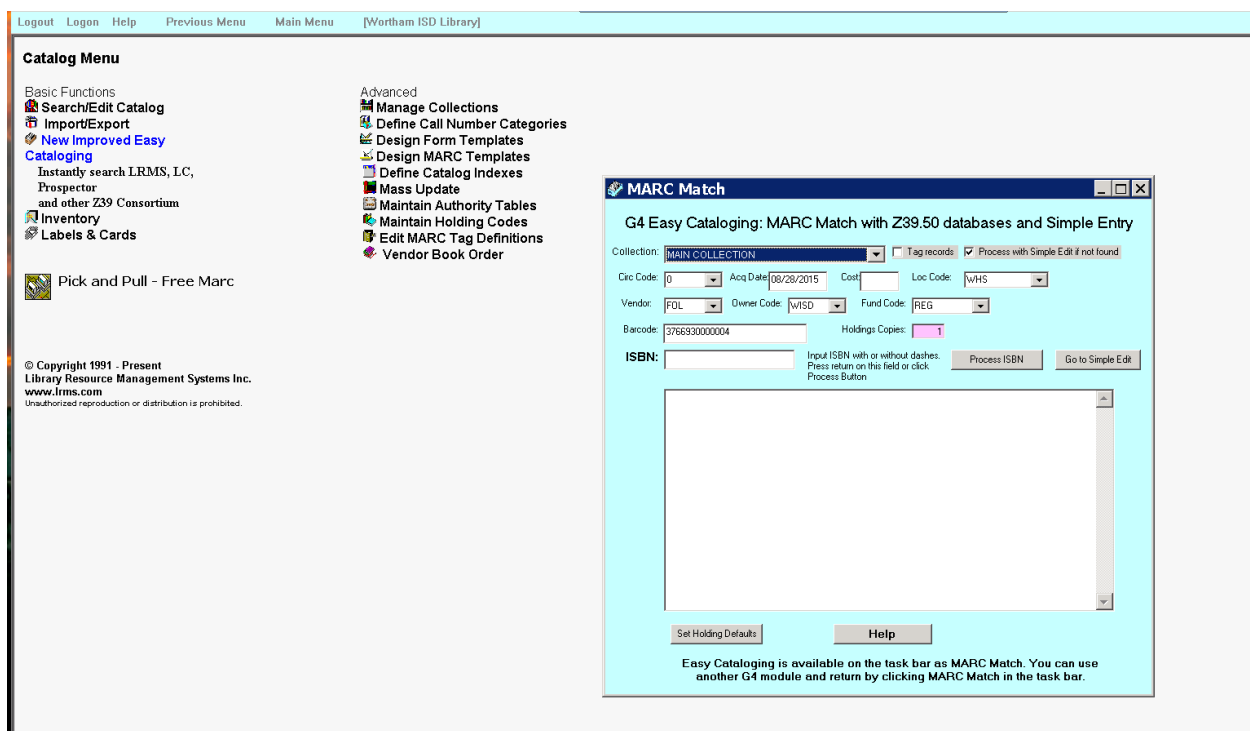 Logout Logon Help Previous Menu Main Menu [Wortham ISD Library]
Catalog Menu
Basic Functions
Search/Edit Catalog
Import/Export
New Improved Easy
Cataloging
Instantly search LRMS, LC,
Prospector
and other Z39 Consortium
Inventory
Labels & Cards
Pick and Pull - Free Marc
© Copyright 1991 - Present
Library Resource Management Systems Inc.
www.lrms.com
Unauthorized reproduction or distribution is prohibited.
Advanced
Manage Collections
Define Call Number Categories
Design Form Templates
Design MARC Templates
Define Catalog Indexes
Mass Update
Maintain Authority Tables
Maintain Holding Codes
Edit MARC Tag Definitions
Vendor Book Order
MARC Match
G4 Easy Cataloging: MARC Match with Z39.50 databases and Simple Entry
Collection: MAIN COLLECTION Tag records Process with Simple Edit if not found
Circ Code: 0 Acq Date: 08/28/2015 Cost: Loc Code: WHS
Vendor: FOL Owner Code: WISD Fund Code: REG
Barcode: 3766930000004 Holdings Copies: 1
ISBN: Input ISBN with or without dashes.
Press return on this field or click
Process Button
Process ISBN Go to Simple Edit
Set Holding Defaults Help
Easy Cataloging is available on the task bar as MARC Match. You can use
another G4 module and return by clicking MARC Match in the task bar.